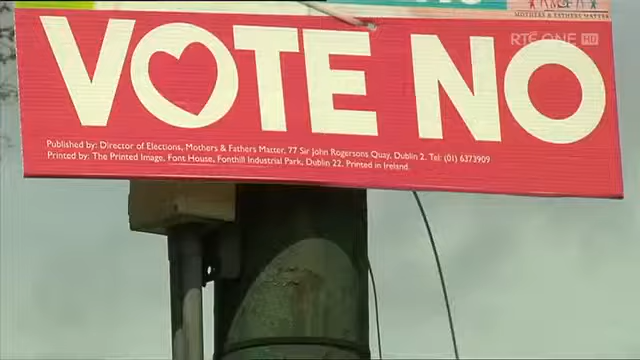 MOTHERS & FATHERS MATTER
RTÉ ONE HD
VOTE NO
Published by: Director of Elections, Mothers & Fathers Matter, 77 Sir John Rogersons Quay, Dublin 2. Tel: (01) 6373909
Printed by: The Printed Image, Font House, Fonthill Industrial Park, Dublin 22. Printed in Ireland.